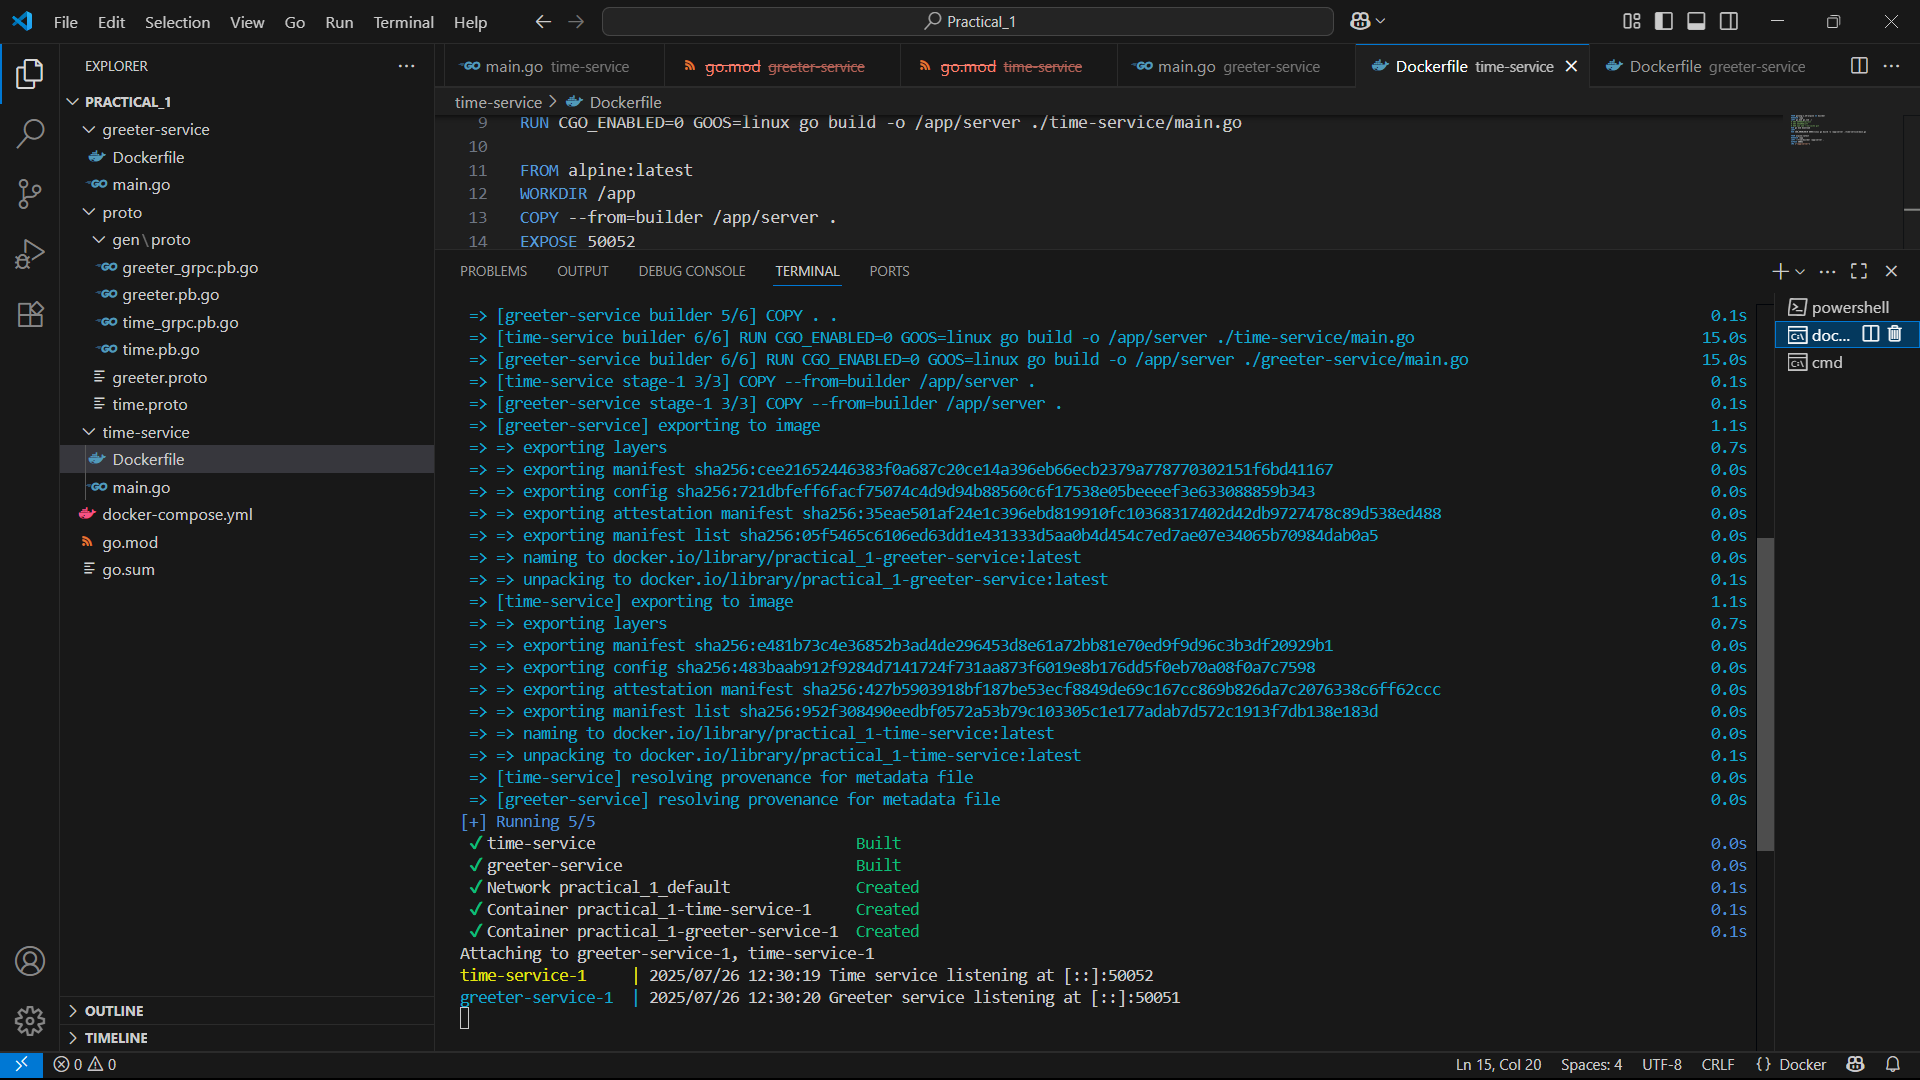 File Edit Selection View Go Run Terminal Help
Practical_1
EXPLORER
PRACTICAL_1
greeter-service
Dockerfile
main.go
proto
gen\proto
greeter_grpc.pb.go
greeter.pb.go
time_grpc.pb.go
time.pb.go
greeter.proto
time.proto
time-service
Dockerfile
main.go
docker-compose.yml
go.mod
go.sum
OUTLINE
TIMELINE
main.go time-service
go.mod greeter-service
go.mod time-service
main.go greeter-service
Dockerfile time-service
Dockerfile greeter-service
time-service > Dockerfile
9 RUN CGO_ENABLED=0 GOOS=linux go build -o /app/server ./time-service/main.go
10
11 FROM alpine:latest
12 WORKDIR /app
13 COPY --from=builder /app/server .
14 EXPOSE 50052
PROBLEMS OUTPUT DEBUG CONSOLE TERMINAL PORTS
=> [greeter-service builder 5/6] COPY . . 0.1s
=> [time-service builder 6/6] RUN CGO_ENABLED=0 GOOS=linux go build -o /app/server ./time-service/main.go 15.0s
=> [greeter-service builder 6/6] RUN CGO_ENABLED=0 GOOS=linux go build -o /app/server ./greeter-service/main.go 15.0s
=> [time-service stage-1 3/3] COPY --from=builder /app/server . 0.1s
=> [greeter-service stage-1 3/3] COPY --from=builder /app/server . 0.1s
=> [greeter-service] exporting to image 1.1s
=> => exporting layers 0.7s
=> => exporting manifest sha256:cee21652446383f0a687c20ce14a396eb66ecb2379a778770302151f6bd41167 0.0s
=> => exporting config sha256:721dbfeff6facf75074c4d9d94b88560c6f17538e05beeeef3e633088859b343 0.0s
=> => exporting attestation manifest sha256:35eae501af24e1c396ebd819910fc10368317402d42db9727478c89d538ed488 0.0s
=> => exporting manifest list sha256:05f5465c6106ed63dd1e431333d5aa0b4d454c7ed7ae07e34065b70984dab0a5 0.0s
=> => naming to docker.io/library/practical_1-greeter-service:latest 0.0s
=> => unpacking to docker.io/library/practical_1-greeter-service:latest 0.1s
=> [time-service] exporting to image 1.1s
=> => exporting layers 0.7s
=> => exporting manifest sha256:e481b73c4e36852b3ad4de296453d8e61a72bb81e70ed9f9d96c3b3df20929b1 0.0s
=> => exporting config sha256:483baab912f9284d7141724f731aa873f6019e8b176dd5f0eb70a08f0a7c7598 0.0s
=> => exporting attestation manifest sha256:427b5903918bf187be53ecf8849de69c167cc869b826da7c2076338c6ff62ccc 0.0s
=> => exporting manifest list sha256:952f308490eedbf0572a53b79c103305c1e177adab7d572c1913f7db138e183d 0.0s
=> => naming to docker.io/library/practical_1-time-service:latest 0.0s
=> => unpacking to docker.io/library/practical_1-time-service:latest 0.1s
=> [time-service] resolving provenance for metadata file 0.0s
=> [greeter-service] resolving provenance for metadata file 0.0s
[+] Running 5/5
✔ time-service Built 0.0s
✔ greeter-service Built 0.0s
✔ Network practical_1_default Created 0.1s
✔ Container practical_1-time-service-1 Created 0.1s
✔ Container practical_1-greeter-service-1 Created 0.1s
Attaching to greeter-service-1, time-service-1
time-service-1 | 2025/07/26 12:30:19 Time service listening at [::]:50052
greeter-service-1 | 2025/07/26 12:30:20 Greeter service listening at [::]:50051
powershell
doc...
cmd
0 0
Ln 15, Col 20 Spaces: 4 UTF-8 CRLF {} Docker